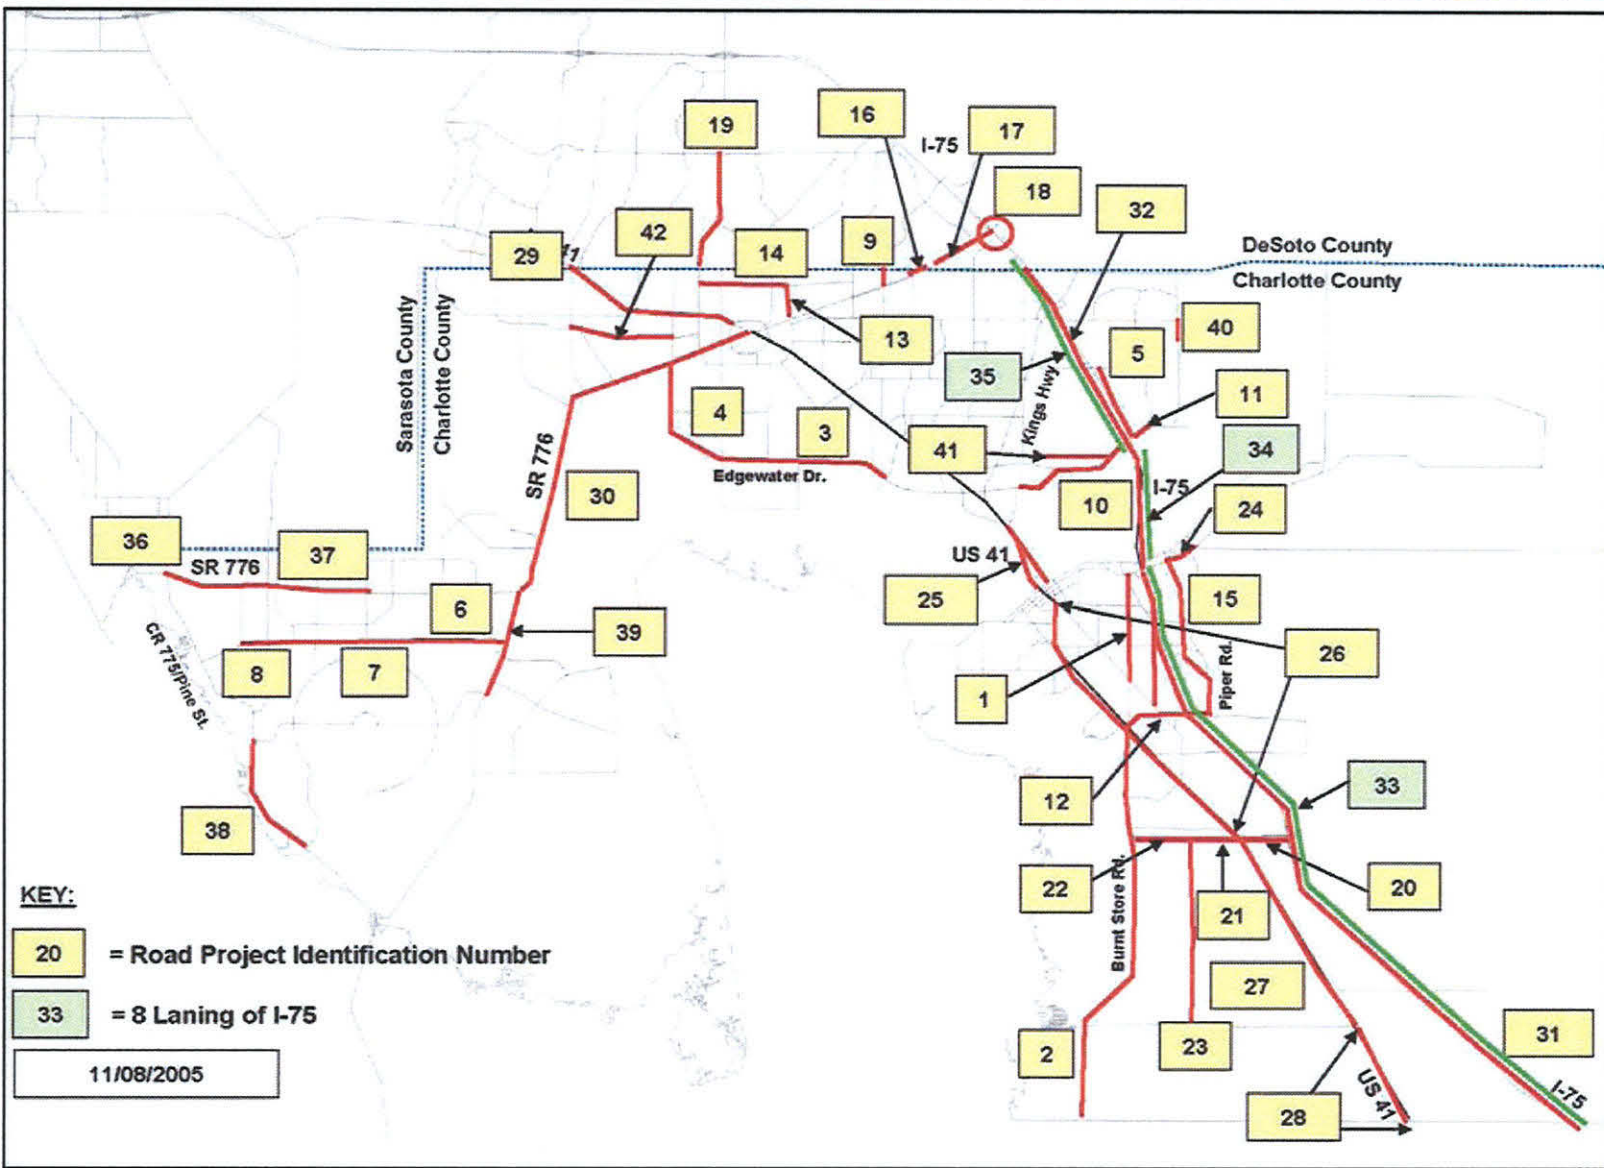 19
16
17
I-75
18
32
42
29
41
14
9
DeSoto County
Charlotte County
Sarasota County
Charlotte County
13
40
5
35
Kings Hwy
11
4
3
41
34
SR 776
Edgewater Dr.
30
10
I-75
24
36
37
SR 776
US 41
25
15
6
39
26
8
7
CR 775/Pine St.
1
Piper Rd.
12
33
38
22
Burnt Store Rd.
21
20
KEY:
20 = Road Project Identification Number
33 = 8 Laning of I-75
11/08/2005
27
2
23
31
28
US 41
I-75